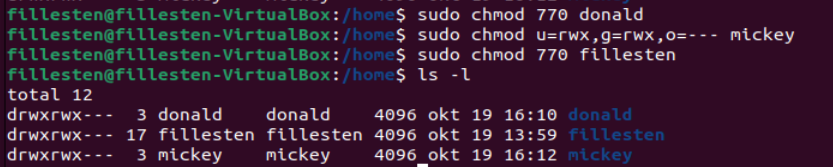 fillesten@fillesten-VirtualBox:/home$ sudo chmod 770 donald
fillesten@fillesten-VirtualBox:/home$ sudo chmod u=rwx,g=rwx,o=--- mickey
fillesten@fillesten-VirtualBox:/home$ sudo chmod 770 fillesten
fillesten@fillesten-VirtualBox:/home$ ls -l
total 12
drwxrwx---  3 donald    donald    4096 okt 19 16:10 donald
drwxrwx--- 17 fillesten fillesten 4096 okt 19 13:59 fillesten
drwxrwx---  3 mickey    mickey    4096 okt 19 16:12 mickey